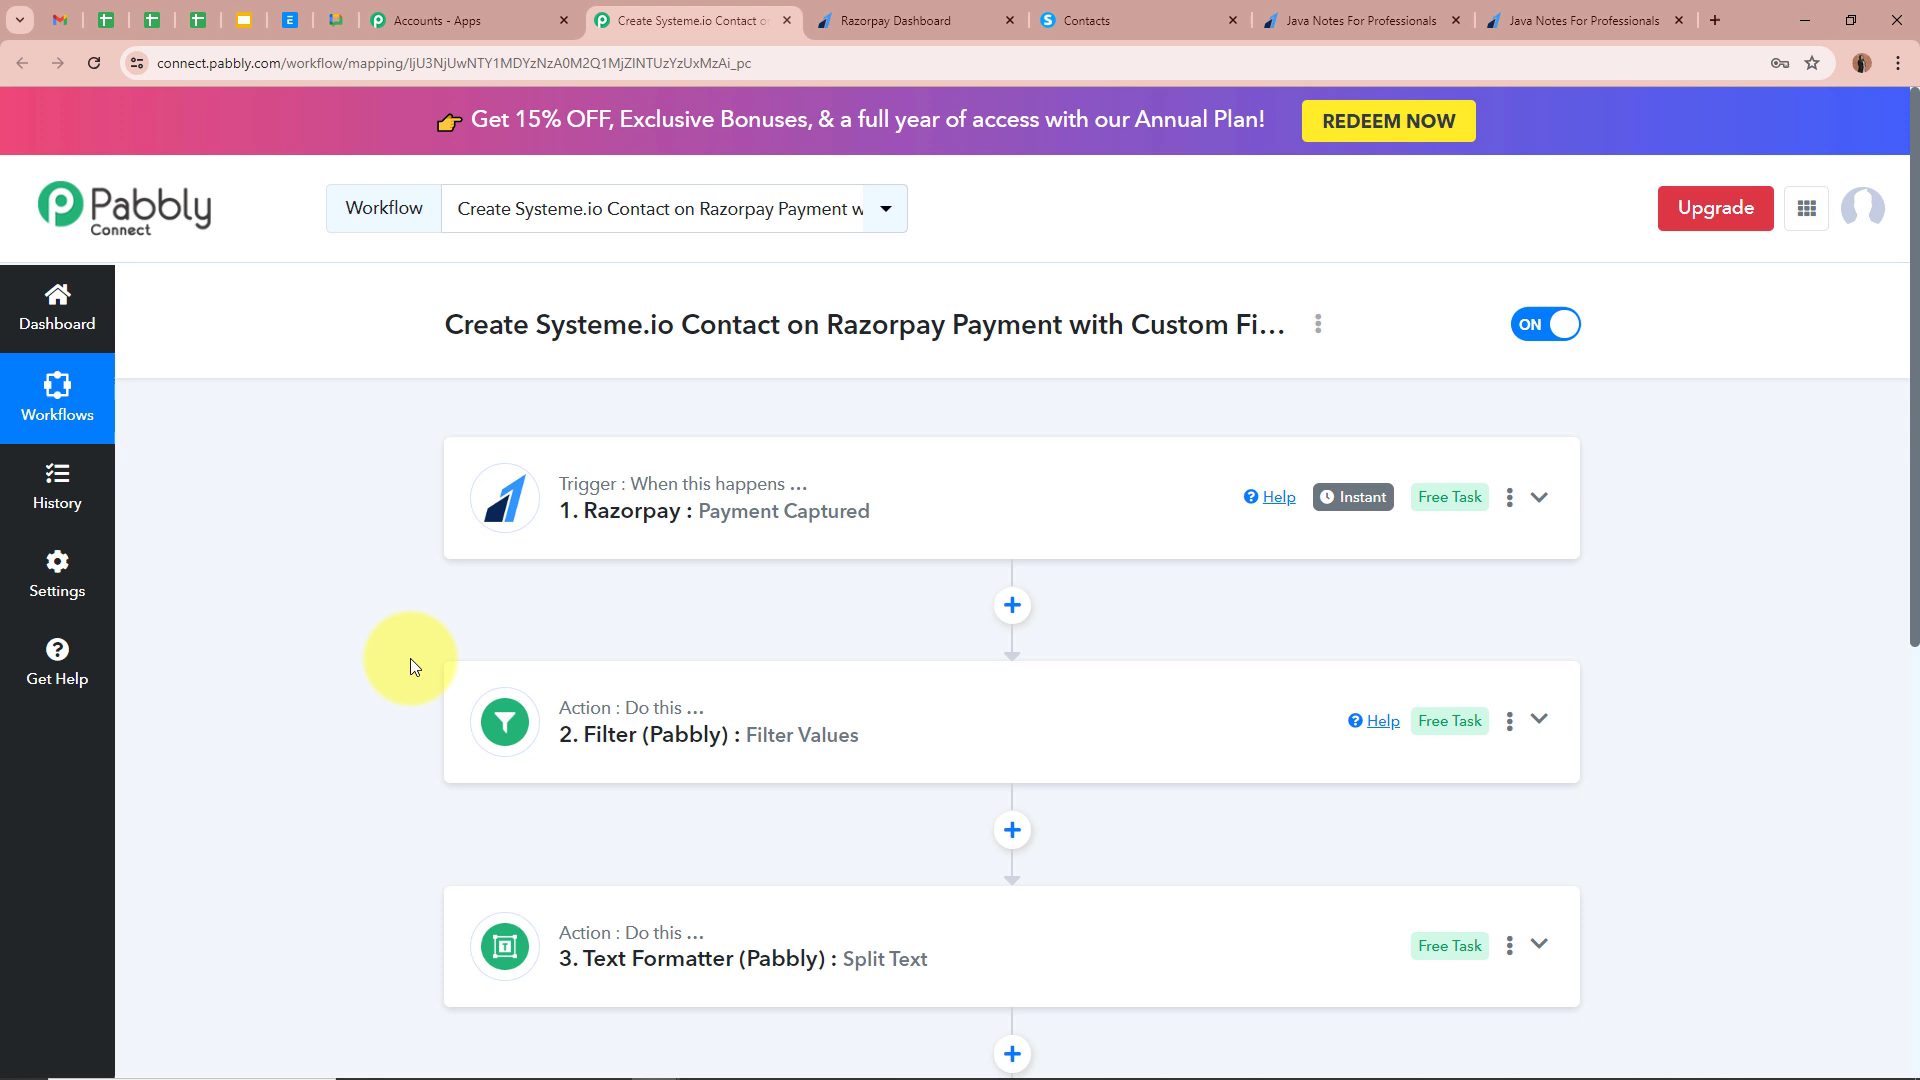 Accounts - Apps
Create Systeme.io Contact o
Razorpay Dashboard
Contacts
Java Notes For Professionals
Java Notes For Professionals
connect.pabbly.com/workflow/mapping/IjU3NjUwNTY1MDYzNzA0M2Q1MjZlNTUzYzUxMzAi_pc
Get 15% OFF, Exclusive Bonuses, & a full year of access with our Annual Plan!
REDEEM NOW
Pabbly
Connect
Workflow
Create Systeme.io Contact on Razorpay Payment w
Upgrade
Dashboard
Workflows
History
Settings
Get Help
Create Systeme.io Contact on Razorpay Payment with Custom Fi...
ON
Trigger : When this happens ...
1. Razorpay : Payment Captured
Help
Instant
Free Task
Action : Do this ...
2. Filter (Pabbly) : Filter Values
Help
Free Task
Action : Do this ...
3. Text Formatter (Pabbly) : Split Text
Free Task